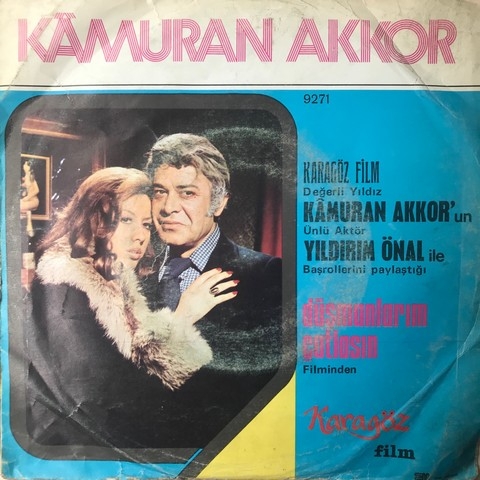 KÂMURAN AKKOR
9271
KARAGÖZ FİLM
Değerli Yıldız
KÂMURAN AKKOR'un
Ünlü Aktör
YILDIRIM ÖNAL ile
Başrollerini paylaştığı
düşmanlarım
çatlasın
Filminden
Karagöz
film